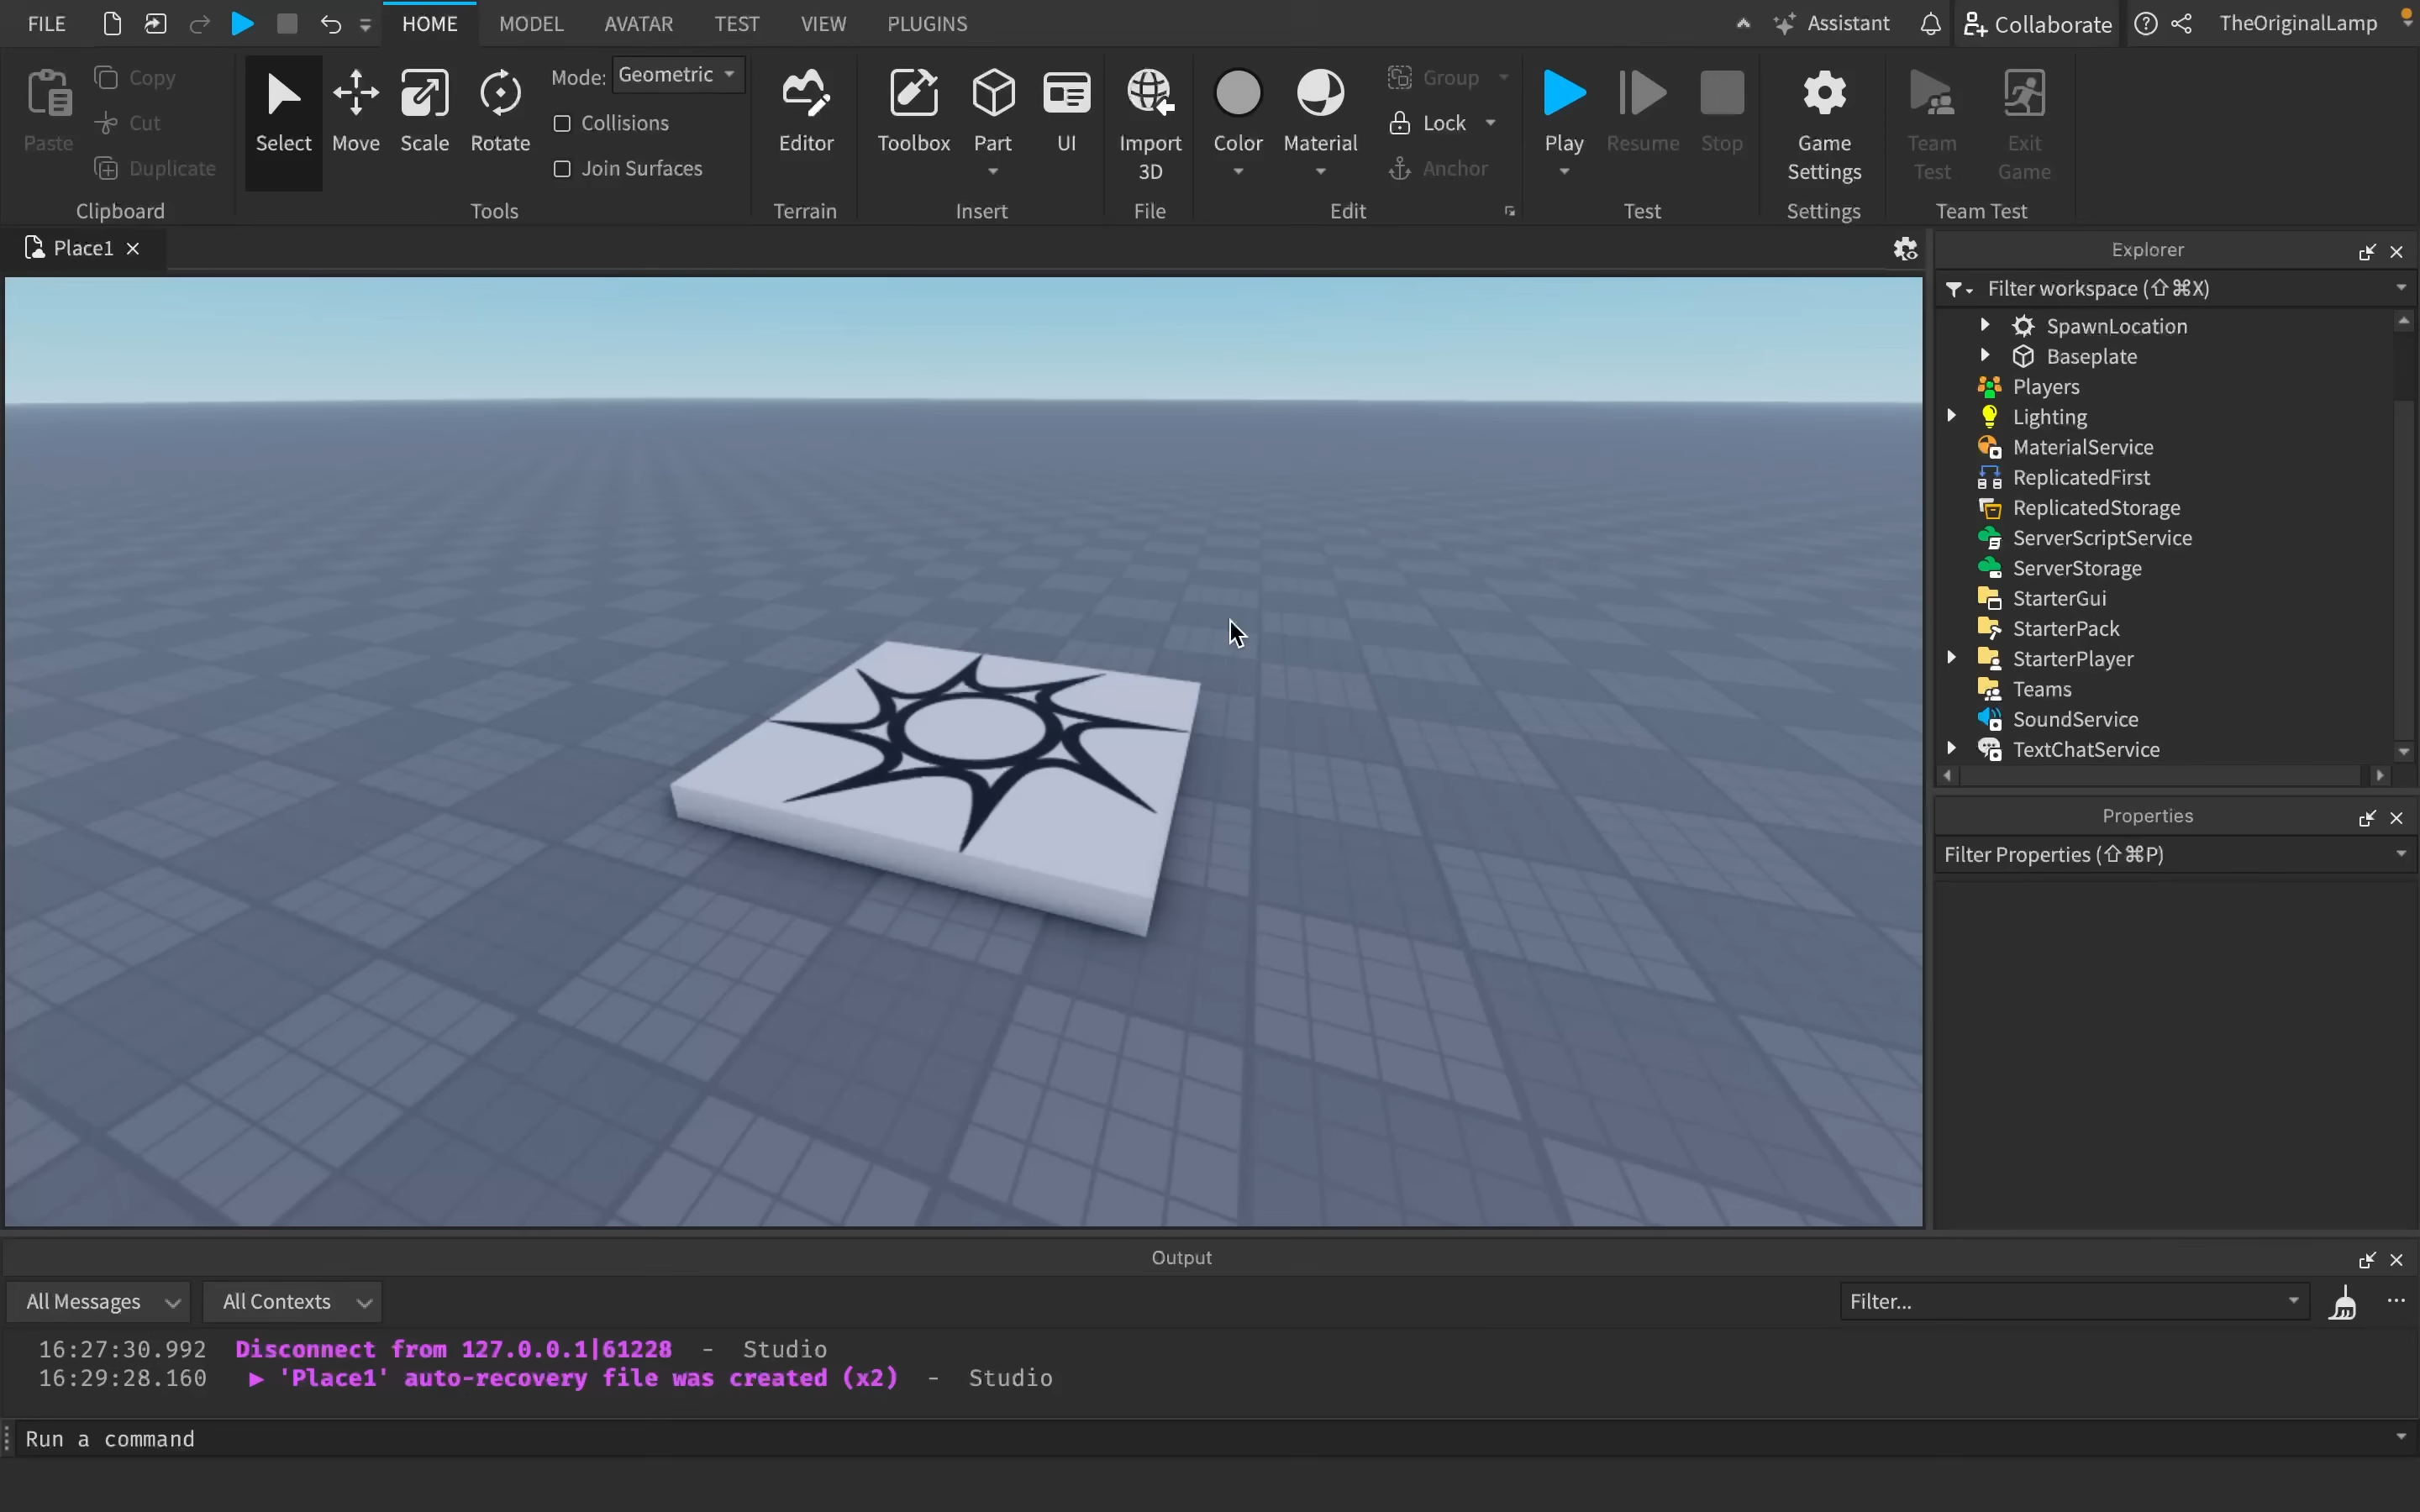 FILE HOME MODEL AVATAR TEST VIEW PLUGINS Assistant Collaborate TheOriginalLamp
Paste
Copy
Cut
Duplicate
Clipboard
Select Move Scale Rotate
Mode: Geometric
Collisions
Join Surfaces
Tools
Editor
Terrain
Toolbox Part UI
Insert
Import
3D
File
Color Material
Group
Lock
Anchor
Edit
Play Resume Stop
Test
Game
Settings
Settings
Team
Test
Exit
Game
Team Test
Place1
Explorer
Filter workspace (⇧⌘X)
SpawnLocation
Baseplate
Players
Lighting
MaterialService
ReplicatedFirst
ReplicatedStorage
ServerScriptService
ServerStorage
StarterGui
StarterPack
StarterPlayer
Teams
SoundService
TextChatService
Properties
Filter Properties (⇧⌘P)
Output
All Messages All Contexts Filter...
16:27:30.992 Disconnect from 127.0.0.1|61228 - Studio
16:29:28.160 ▶ 'Place1' auto-recovery file was created (x2) - Studio
Run a command